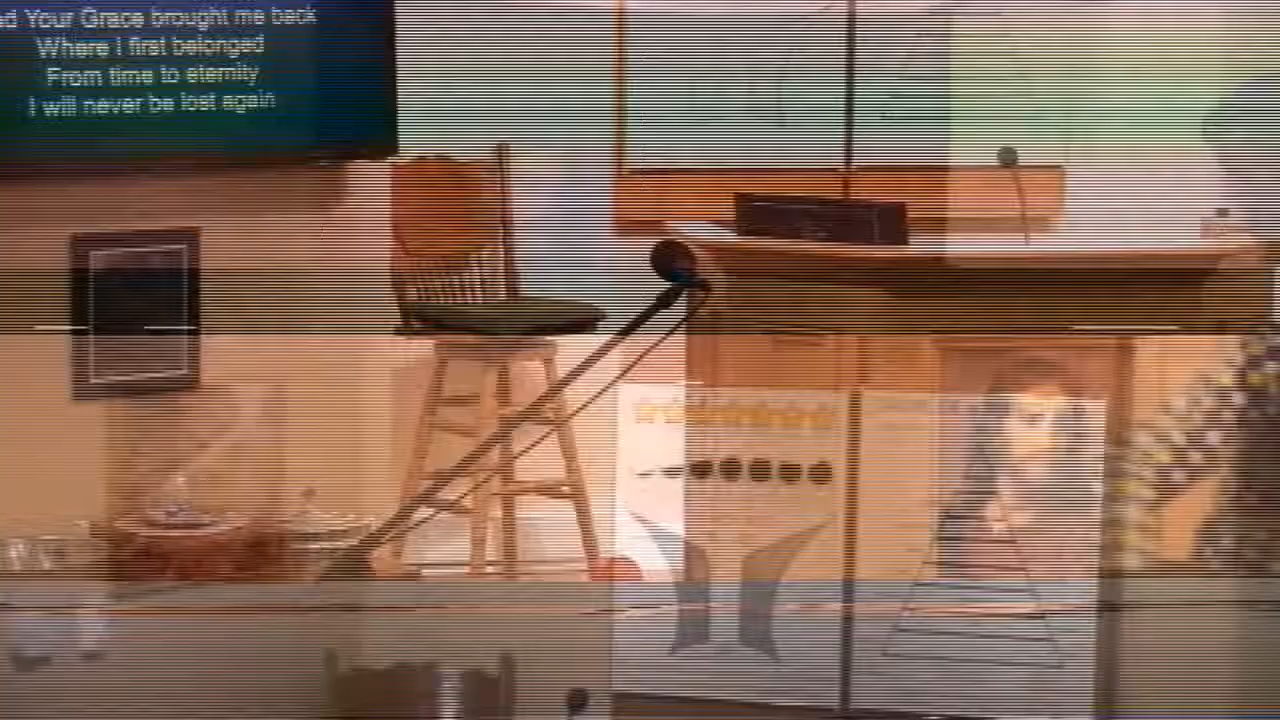 Your Grace brought me back
Where I first belonged
From time to eternity
I will never be lost again